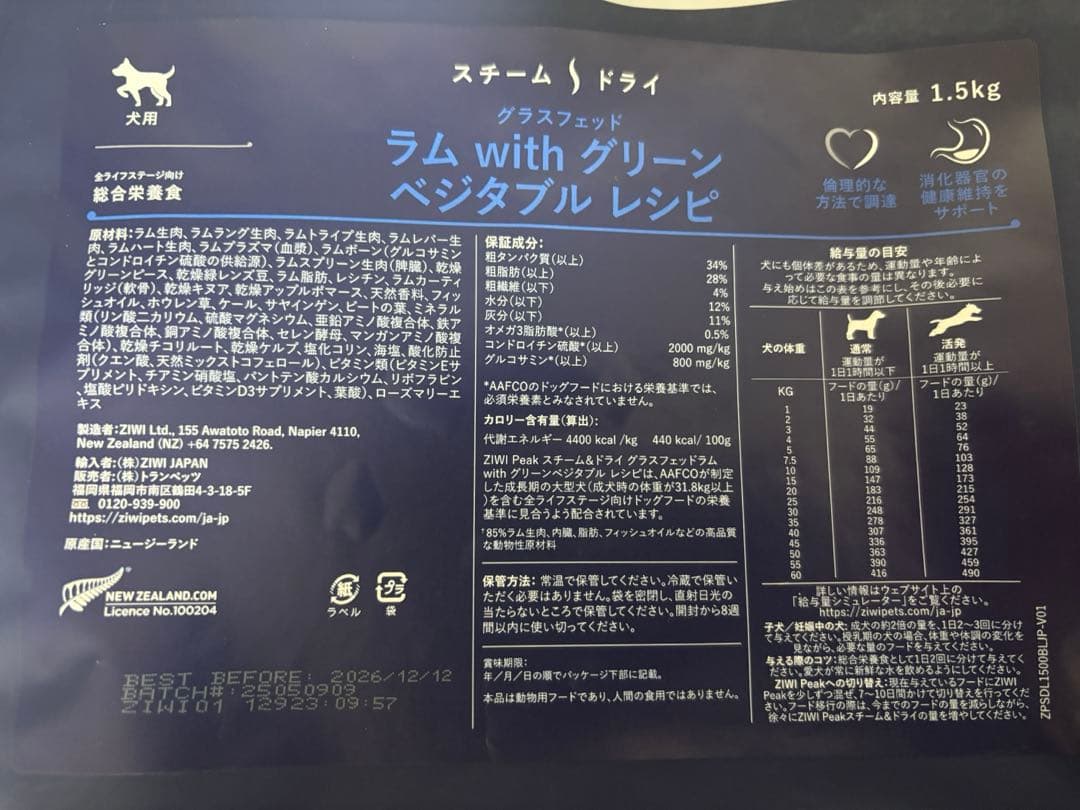 犬用
スチーム ドライ
内容量 1.5kg
グラスフェッド
ラム with グリーン
ベジタブル レシピ
全ライフステージ向け
総合栄養食
倫理的な
方法で調達
消化器官の
健康維持を
サポート
原材料:ラム生肉、ラムラング生肉、ラムトライプ生肉、ラムレバー生
肉、ラムハート生肉、ラムプラズマ(血漿)、ラムボーン(グルコサミン
とコンドロイチン硫酸の供給源)、ラムスプリーン生肉(脾臓)、乾燥
グリーンピース、乾燥緑レンズ豆、ラム脂肪、レシチン、ラムカーティ
リッジ(軟骨)、乾燥キヌア、乾燥アップルポマース、天然香料、フィッ
シュオイル、ホウレン草、ケール、サヤインゲン、ビートの葉、ミネラル
類(リン酸二カリウム、硫酸マグネシウム、亜鉛アミノ酸複合体、鉄ア
ミノ酸複合体、銅アミノ酸複合体、セレン酵母、マンガンアミノ酸複
合体)、乾燥チコリルート、乾燥ケルプ、塩化コリン、海塩、酸化防止
剤(クエン酸、天然ミックストコフェロール)、ビタミン類(ビタミンEサ
プリメント、チアミン硝酸塩、パントテン酸カルシウム、リボフラビン
、塩酸ピリドキシン、ビタミンD3サプリメント、葉酸)、ローズマリーエ
キス
製造者:ZIWI Ltd., 155 Awatoto Road, Napier 4110,
New Zealand (NZ) +64 7575 2426.
輸入者:(株)ZIWI JAPAN
販売者:(株)トランペッツ
福岡県福岡市南区鶴田4-3-18-5F
0120-939-900
https://ziwipets.com/ja-jp
原産国:ニュージーランド
NEW ZEALAND.COM
Licence No.100204
紙
ラベル
プラ
袋
BEST BEFORE: 2026/12/12
BATCH#: 25050909
ZIWI01 12923:09:57
保証成分:
粗タンパク質(以上) 34%
粗脂肪(以上) 28%
粗繊維(以下) 4%
水分(以下) 12%
灰分(以下) 11%
オメガ3脂肪酸*(以上) 0.5%
コンドロイチン硫酸*(以上) 2000 mg/kg
グルコサミン*(以上) 800 mg/kg
*AAFCOのドッグフードにおける栄養基準では、
必須栄養素とみなされていません。
カロリー含有量(算出):
代謝エネルギー 4400 kcal /kg 440 kcal/ 100g
ZIWI Peak スチーム&ドライ グラスフェッドラム
with グリーンベジタブル レシピは、AAFCOが制定
した成長期の大型犬(成犬時の体重が31.8kg以上
)を含む全ライフステージ向けドッグフードの栄養
基準に見合うよう配合されています。
†85%ラム生肉、内臓、脂肪、フィッシュオイルなどの高品質
な動物性原材料
保管方法: 常温で保管してください。冷蔵で保管い
ただく必要はありません。袋を密閉し、直射日光の
当たらないところで保管してください。開封から8週
間以内に使い切ってください。
賞味期限:
年/月/日の順でパッケージ下部に記載。
本品は動物用フードであり、人間の食用ではありません。
給与量の目安
犬にも個体差があるため、運動量や年齢によ
って必要な食事の量は異なります。
与え始めはこの表を参考にし、その後必要に
応じて給与量を調節してください。
犬の体重
通常
運動量が
1日1時間以下
活発
運動量が
1日1時間以上
KG フードの量(g)/ 1日あたり フードの量(g)/ 1日あたり
1 19 23
2 32 38
3 44 52
4 55 64
5 65 76
7.5 88 103
10 109 128
15 147 173
20 183 215
25 216 254
30 248 291
35 278 327
40 307 361
45 336 395
50 363 427
55 390 459
60 416 490
詳しい情報はウェブサイト上の
「給与量シミュレーター」をご覧ください。
https://ziwipets.com/ja-jp
子犬/妊娠中の犬: 成犬の約2倍の量を、1日2~3回に分け
て与えてください。授乳期の犬の場合、体重や体調の変化を
見ながら、必要な量のフードを与えてください。
与える際のコツ: 総合栄養食として1日2回に分けて与えてく
ださい。愛犬が常に新鮮な水を飲めるようにしてください。
ZIWI Peakへの切り替え: 現在与えているフードにZIWI
Peakを少しずつ混ぜ、7~10日間かけて切り替えを行ってくだ
さい。フード移行の際は、今までのフードの量を減らしながら、
徐々にZIWI Peakスチーム&ドライの量を増やしてください。
ZPSDL1500BLJP-V01